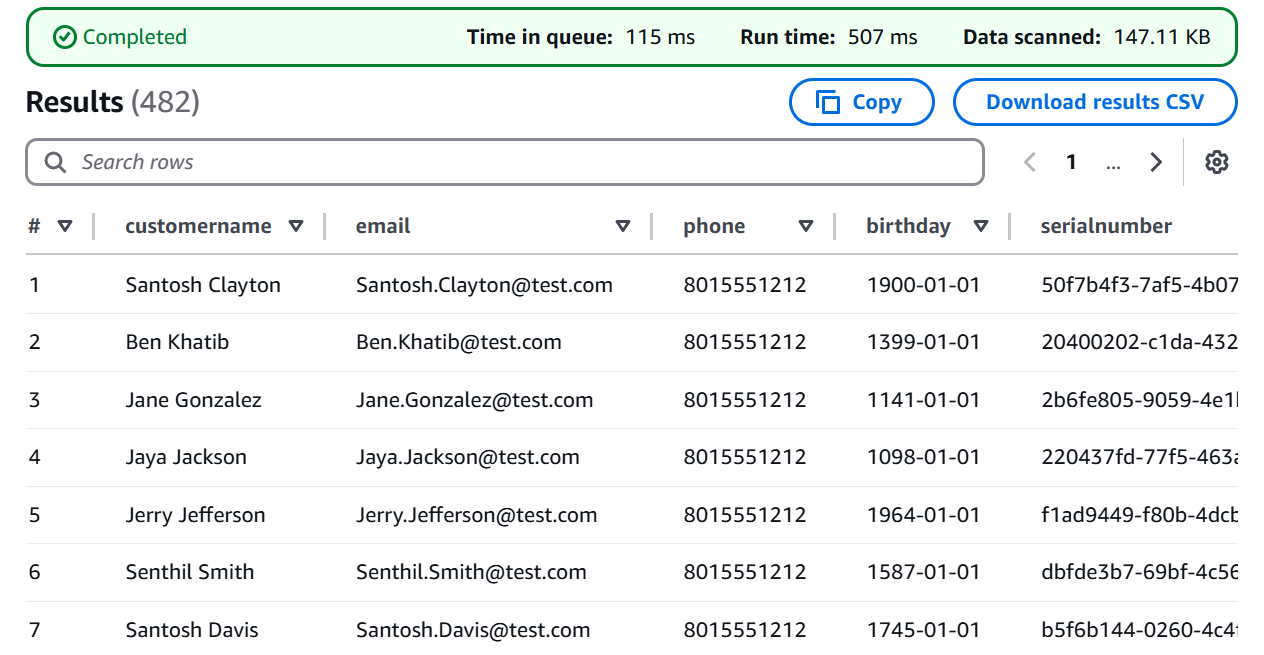 Completed Time in queue: 115 ms Run time: 507 ms Data scanned: 147.11 KB
Results (482) Copy Download results CSV
Search rows 1 ...
# customername email phone birthday serialnumber
1 Santosh Clayton Santosh.Clayton@test.com 8015551212 1900-01-01 50f7b4f3-7af5-4b07
2 Ben Khatib Ben.Khatib@test.com 8015551212 1399-01-01 20400202-c1da-432
3 Jane Gonzalez Jane.Gonzalez@test.com 8015551212 1141-01-01 2b6fe805-9059-4e1
4 Jaya Jackson Jaya.Jackson@test.com 8015551212 1098-01-01 220437fd-77f5-463
5 Jerry Jefferson Jerry.Jefferson@test.com 8015551212 1964-01-01 f1ad9449-f80b-4dcb
6 Senthil Smith Senthil.Smith@test.com 8015551212 1587-01-01 dbfde3b7-69bf-4c56
7 Santosh Davis Santosh.Davis@test.com 8015551212 1745-01-01 b5f6b144-0260-4c4